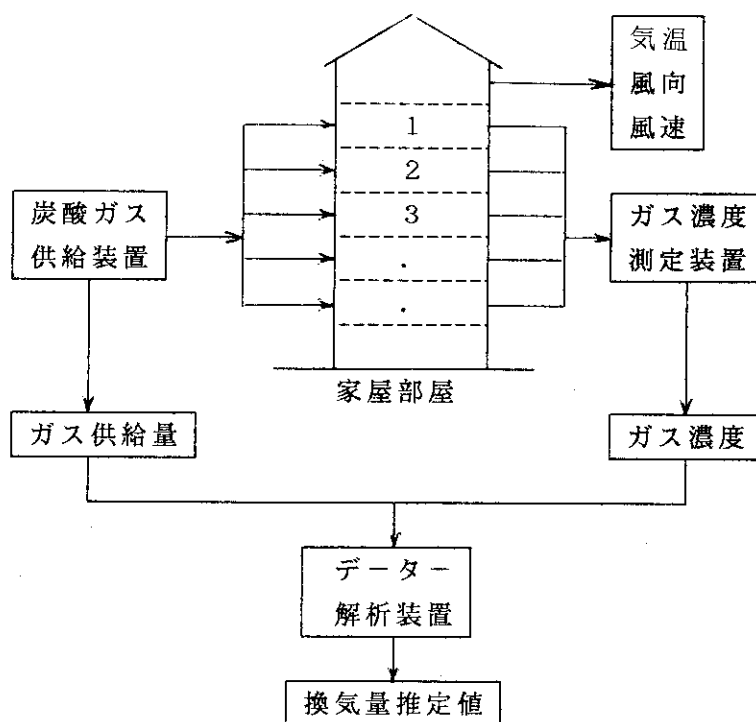 気温
風向
風速
1
2
3
.
.
炭酸ガス
供給装置
ガス濃度
測定装置
家屋部屋
ガス供給量
ガス濃度
データー
解析装置
換気量推定値